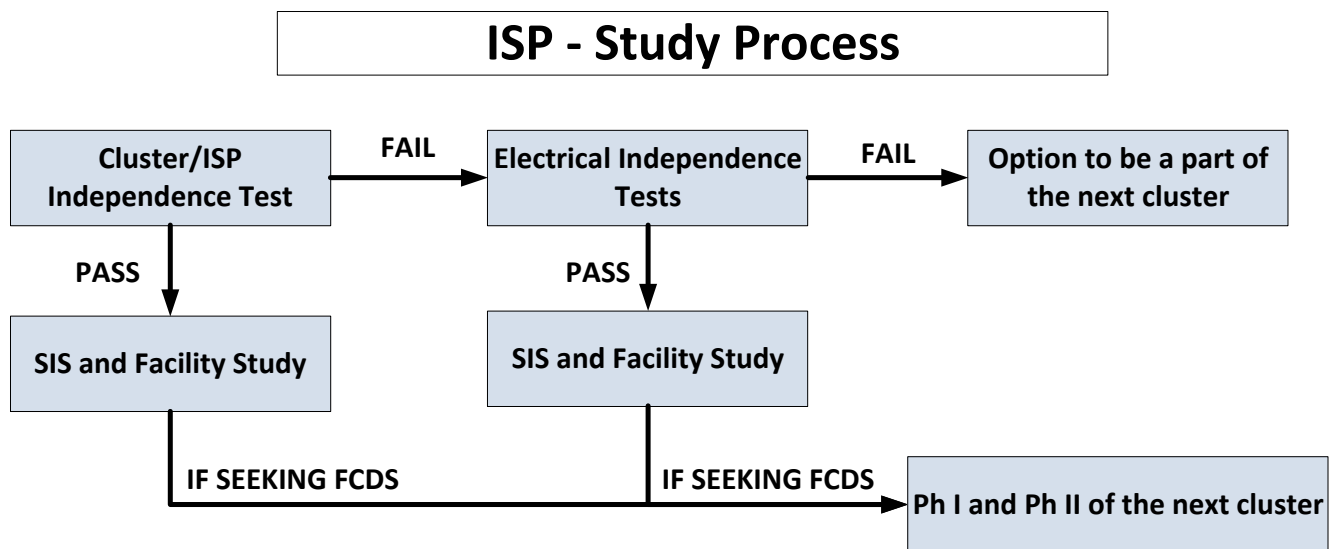 ISP - Study Process
Cluster/ISP
Independence Test
FAIL
Electrical Independence
Tests
FAIL
Option to be a part of
the next cluster
PASS
PASS
SIS and Facility Study
SIS and Facility Study
IF SEEKING FCDS
IF SEEKING FCDS
Ph I and Ph II of the next cluster